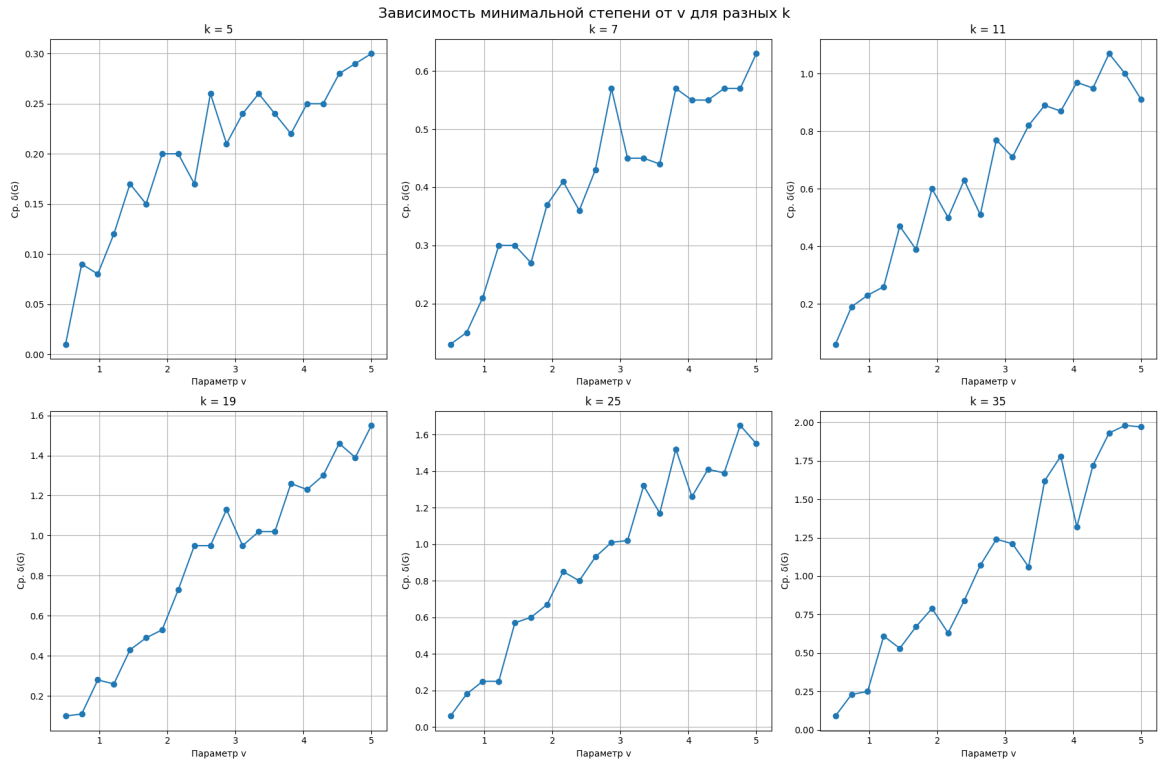 Зависимость минимальной степени от v для разных k
k = 5
Ср. δ(G)
0.30
0.25
0.20
0.15
0.10
0.05
0.00
1 2 3 4 5
Параметр v
k = 7
Ср. δ(G)
0.6
0.5
0.4
0.3
0.2
1 2 3 4 5
Параметр v
k = 11
Ср. δ(G)
1.0
0.8
0.6
0.4
0.2
1 2 3 4 5
Параметр v
k = 19
Ср. δ(G)
1.6
1.4
1.2
1.0
0.8
0.6
0.4
0.2
1 2 3 4 5
Параметр v
k = 25
Ср. δ(G)
1.6
1.4
1.2
1.0
0.8
0.6
0.4
0.2
0.0
1 2 3 4 5
Параметр v
k = 35
Ср. δ(G)
2.00
1.75
1.50
1.25
1.00
0.75
0.50
0.25
0.00
1 2 3 4 5
Параметр v